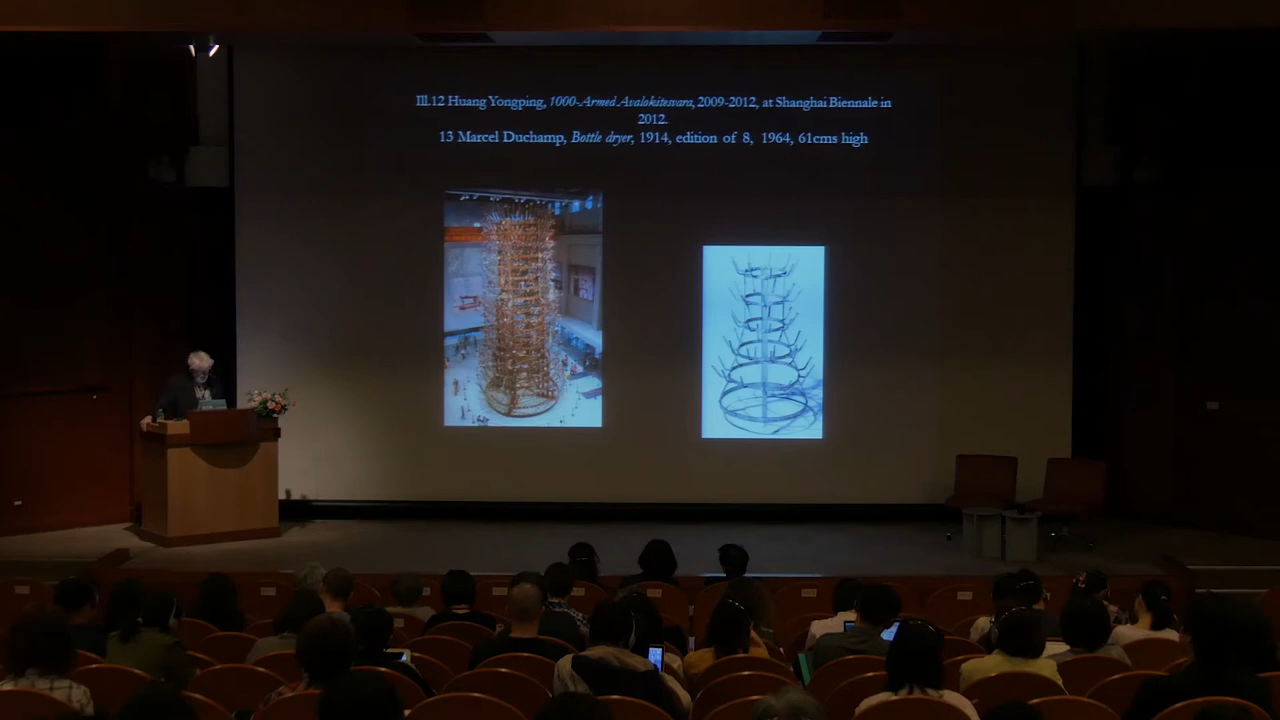 Ill.12 Huang Yongping, 1000-Armed Avalokitesvara, 2009-2012, at Shanghai Biennale in
2012.
13 Marcel Duchamp, Bottle dryer, 1914, edition of 8, 1964, 61cms high